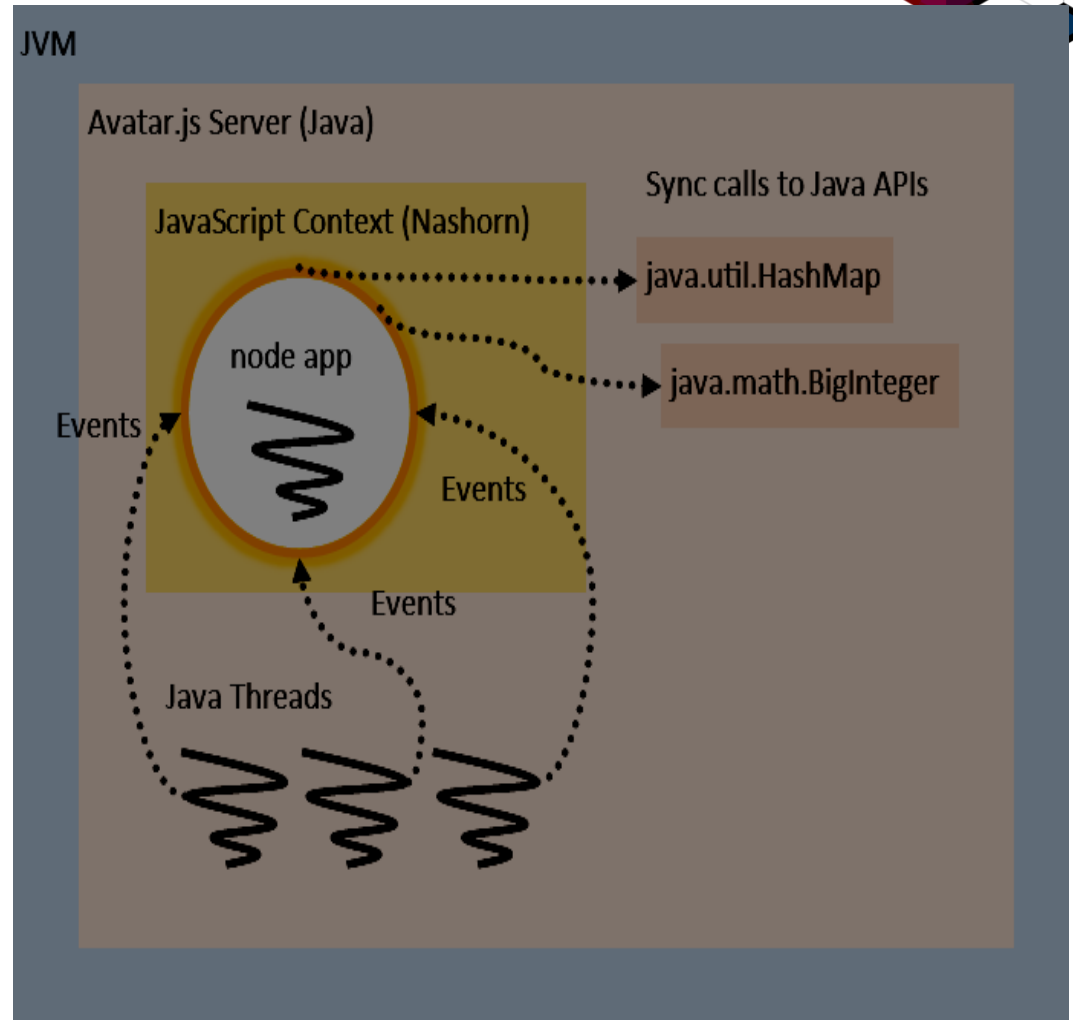 JVM
Avatar.js Server (Java)
Sync calls to Java APIs
JavaScript Context (Nashorn)
java.util.HashMap
node app
java.math.BigInteger
Events
Events
Events
Java Threads